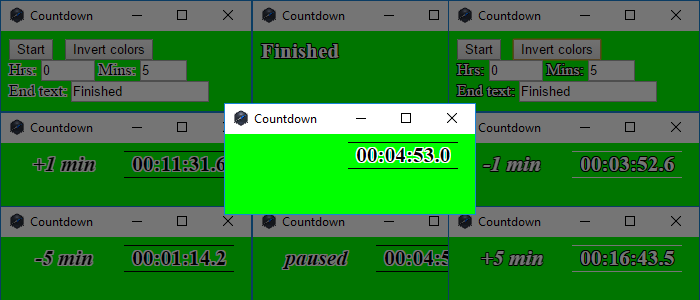 Countdown
Start Invert colors
Hrs: 0 Mins: 5
End text: Finished
Countdown
Finished
Countdown
Start Invert colors
Hrs: 0 Mins: 5
End text: Finished
Countdown
+1 min 00:11:31.6
Countdown
00:04:53.0
Countdown
-1 min 00:03:52.6
Countdown
-5 min 00:01:14.2
Countdown
paused 00:04:5
Countdown
+5 min 00:16:43.5